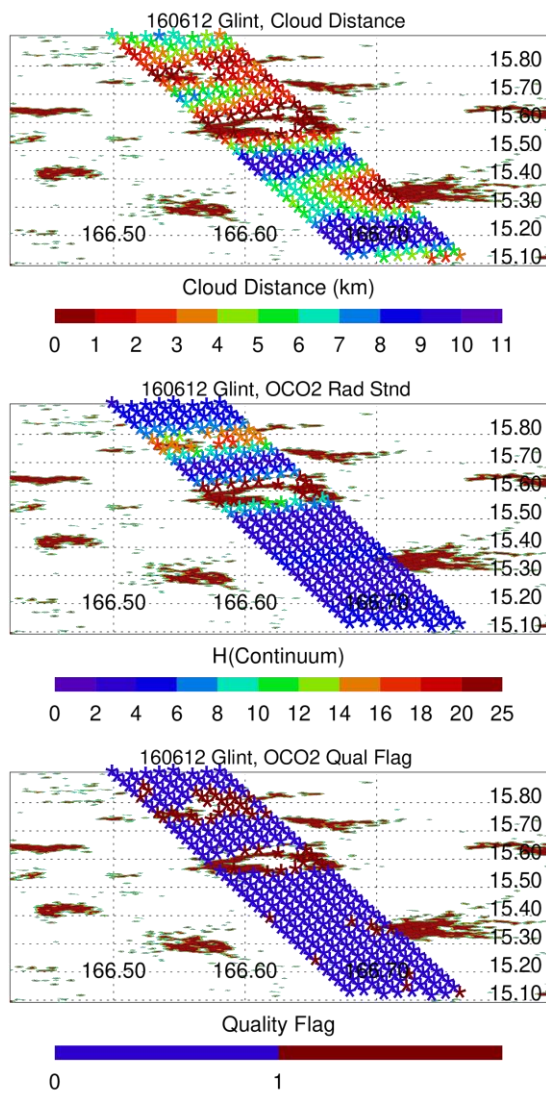 160612 Glint, Cloud Distance
15.80
15.70
15.60
15.50
15.40
15.30
166.50 166.60 166.70 15.20
15.10
Cloud Distance (km)
0 1 2 3 4 5 6 7 8 9 10 11
160612 Glint, OCO2 Rad Stnd
15.80
15.70
15.60
15.50
15.40
15.30
166.50 166.60 166.70 15.20
15.10
H(Continuum)
0 2 4 6 8 10 12 14 16 18 20 25
160612 Glint, OCO2 Qual Flag
15.80
15.70
15.60
15.50
15.40
15.30
166.50 166.60 166.70 15.20
15.10
Quality Flag
0 1